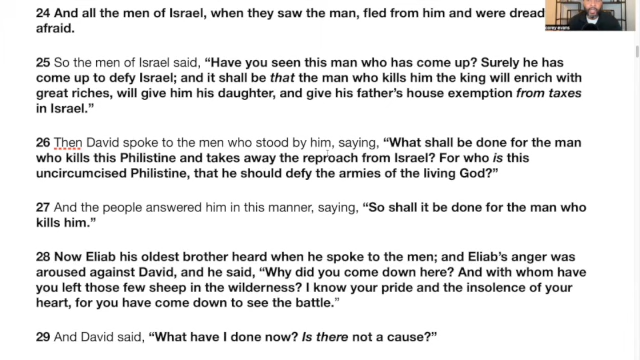 24 And all the men of Israel, when they saw the man, fled from him and were dread
afraid.
25 So the men of Israel said, “Have you seen this man who has come up? Surely he has
come up to defy Israel; and it shall be that the man who kills him the king will enrich with
great riches, will give him his daughter, and give his father’s house exemption from taxes
in Israel.”
26 Then David spoke to the men who stood by him, saying, “What shall be done for the man
who kills this Philistine and takes away the reproach from Israel? For who is this
uncircumcised Philistine, that he should defy the armies of the living God?”
27 And the people answered him in this manner, saying, “So shall it be done for the man who
kills him.”
28 Now Eliab his oldest brother heard when he spoke to the men; and Eliab’s anger was
aroused against David, and he said, “Why did you come down here? And with whom have
you left those few sheep in the wilderness? I know your pride and the insolence of your
heart, for you have come down to see the battle.”
29 And David said, “What have I done now? Is there not a cause?”